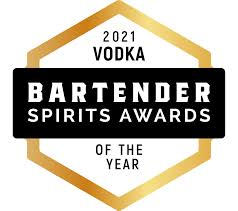 2021
VODKA
BARTENDER
SPIRITS AWARDS
OF THE
YEAR